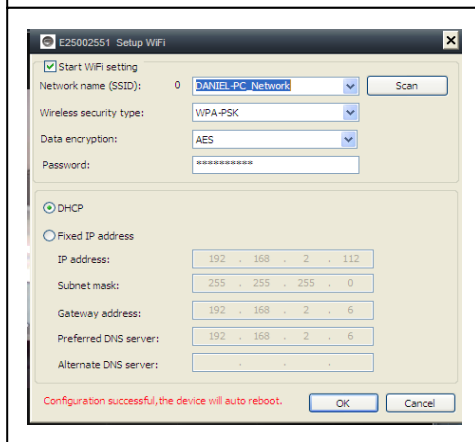 E25002551 Setup WiFi
Start WiFi setting
Network name (SSID): 0 DANIEL-PC_Network Scan
Wireless security type: WPA-PSK
Data encryption: AES
Password: **********
DHCP
Fixed IP address
IP address: 192 . 168 . 2 . 112
Subnet mask: 255 . 255 . 255 . 0
Gateway address: 192 . 168 . 2 . 6
Preferred DNS server: 192 . 168 . 2 . 6
Alternate DNS server: . . .
Configuration successful,the device will auto reboot. OK Cancel